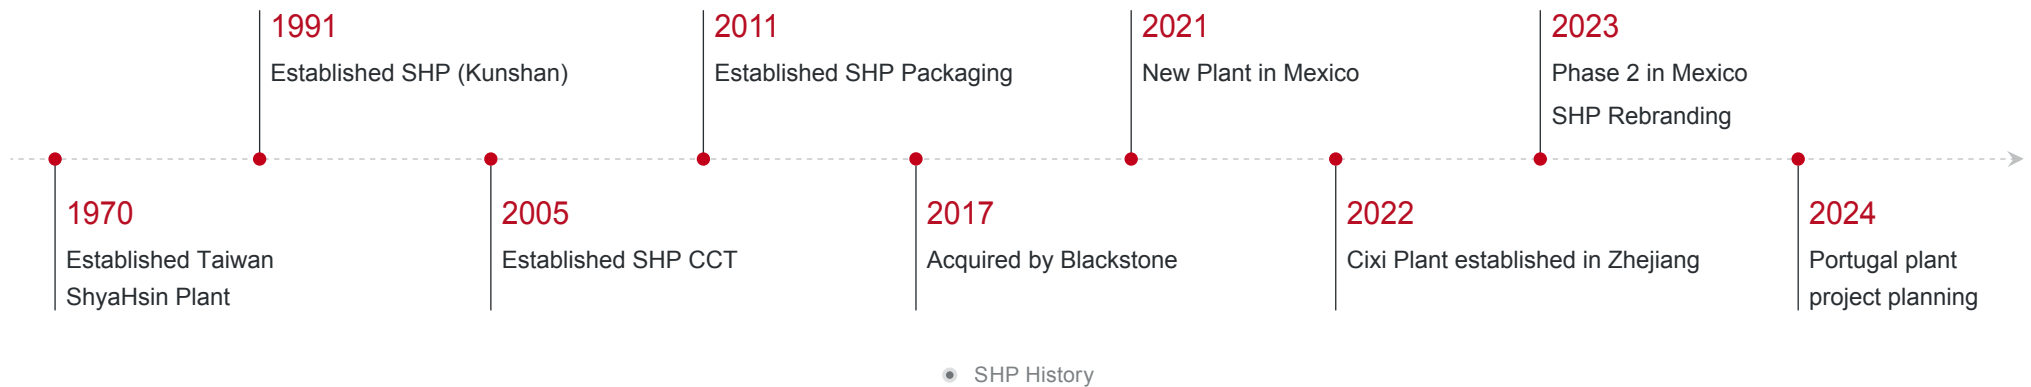 1991
Established SHP (Kunshan)
2011
Established SHP Packaging
2021
New Plant in Mexico
2023
Phase 2 in Mexico
SHP Rebranding
1970
Established Taiwan
ShyaHsin Plant
2005
Established SHP CCT
2017
Acquired by Blackstone
2022
Cixi Plant established in Zhejiang
2024
Portugal plant
project planning
SHP History